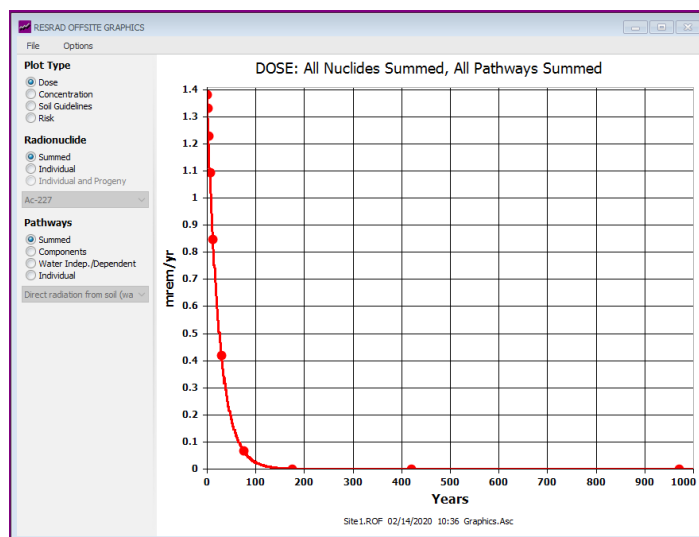 RESRAD OFFSITE GRAPHICS
File Options
Plot Type
Dose
Concentration
Soil Guidelines
Risk
Radionuclide
Summed
Individual
Individual and Progeny
Ac-227
Pathways
Summed
Components
Water Indep./Dependent
Individual
Direct radiation from soil (wa
DOSE: All Nuclides Summed, All Pathways Summed
1.4
1.3
1.2
1.1
1
0.9
0.8
0.7
0.6
0.5
0.4
0.3
0.2
0.1
0
mrem/yr
0 100 200 300 400 500 600 700 800 900 1000
Years
Site1.ROF 02/14/2020 10:36 Graphics.Asc